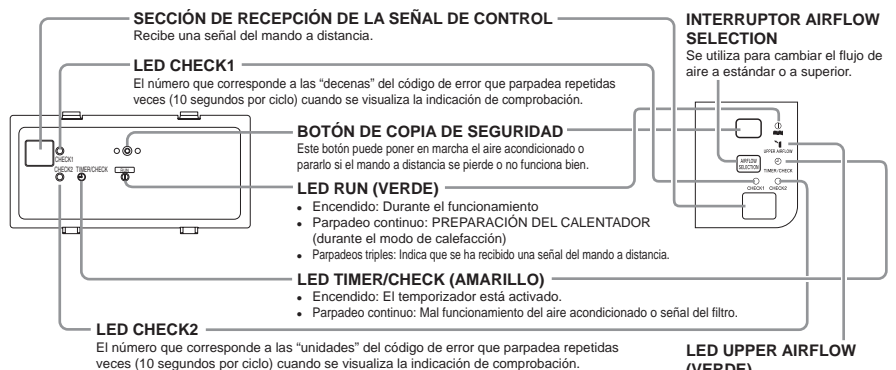 SECCIÓN DE RECEPCIÓN DE LA SEÑAL DE CONTROL
Recibe una señal del mando a distancia.
LED CHECK1
El número que corresponde a las “decenas” del código de error que parpadea repetidas
veces (10 segundos por ciclo) cuando se visualiza la indicación de comprobación.
BOTÓN DE COPIA DE SEGURIDAD
Este botón puede poner en marcha el aire acondicionado o
pararlo si el mando a distancia se pierde o no funciona bien.
LED RUN (VERDE)
• Encendido: Durante el funcionamiento
• Parpadeo continuo: PREPARACIÓN DEL CALENTADOR
(durante el modo de calefacción)
• Parpadeos triples: Indica que se ha recibido una señal del mando a distancia.
LED TIMER/CHECK (AMARILLO)
• Encendido: El temporizador está activado.
• Parpadeo continuo: Mal funcionamiento del aire acondicionado o señal del filtro.
LED CHECK2
El número que corresponde a las “unidades” del código de error que parpadea repetidas
veces (10 segundos por ciclo) cuando se visualiza la indicación de comprobación.
INTERRUPTOR AIRFLOW
SELECTION
Se utiliza para cambiar el flujo de
aire a estándar o a superior.
LED UPPER AIRFLOW
(VERDE)
CHECK1
CHECK2 TIMER/CHECK
RUN
UPPER AIRFLOW
AIRFLOW
SELECTION
TIMER/CHECK
CHECK1 CHECK2